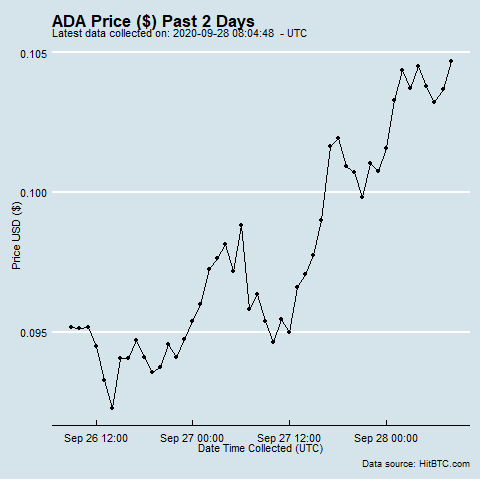 ADA Price ($) Past 2 Days
Latest data collected on: 2020-09-28 08:04:48 - UTC
0.105
0.100
0.095
Price USD ($)
Sep 26 12:00 Sep 27 00:00 Sep 27 12:00 Sep 28 00:00
Date Time Collected (UTC)
Data source: HitBTC.com